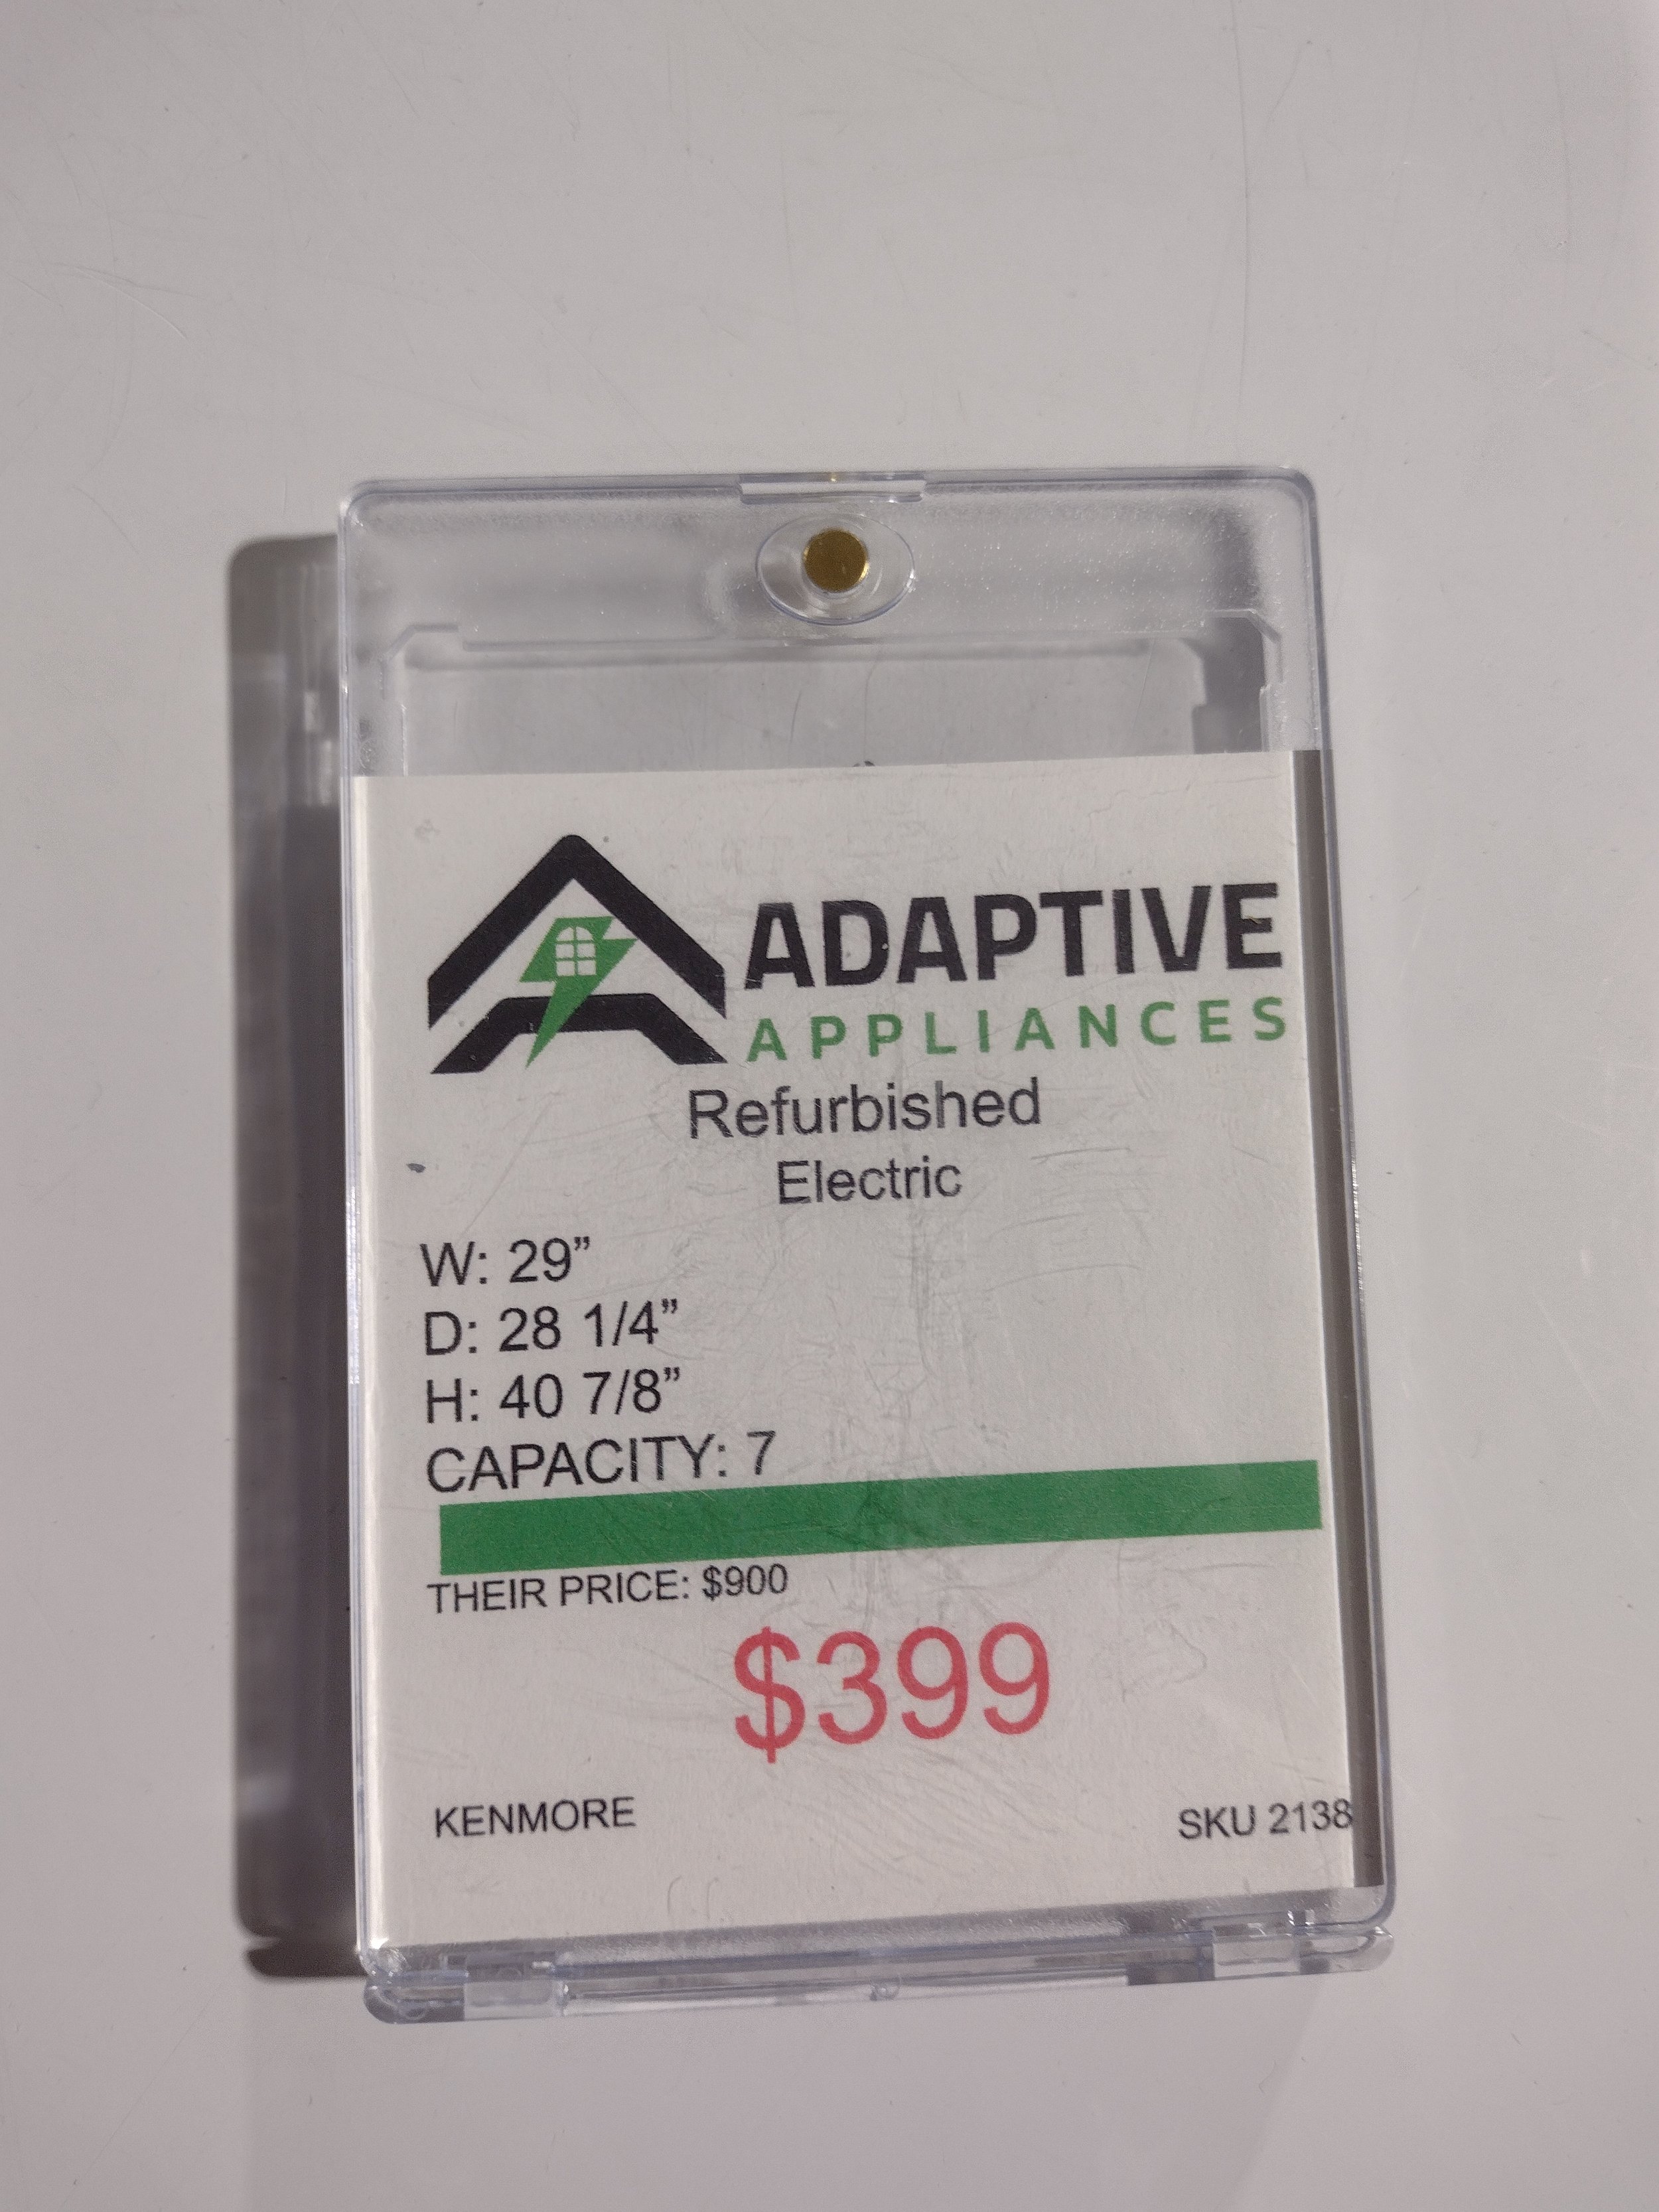 ADAPTIVE
APPLIANCES
Refurbished
Electric
W: 29”
D: 28 1/4”
H: 40 7/8”
CAPACITY: 7
THEIR PRICE: $900
$399
KENMORE
SKU 2138